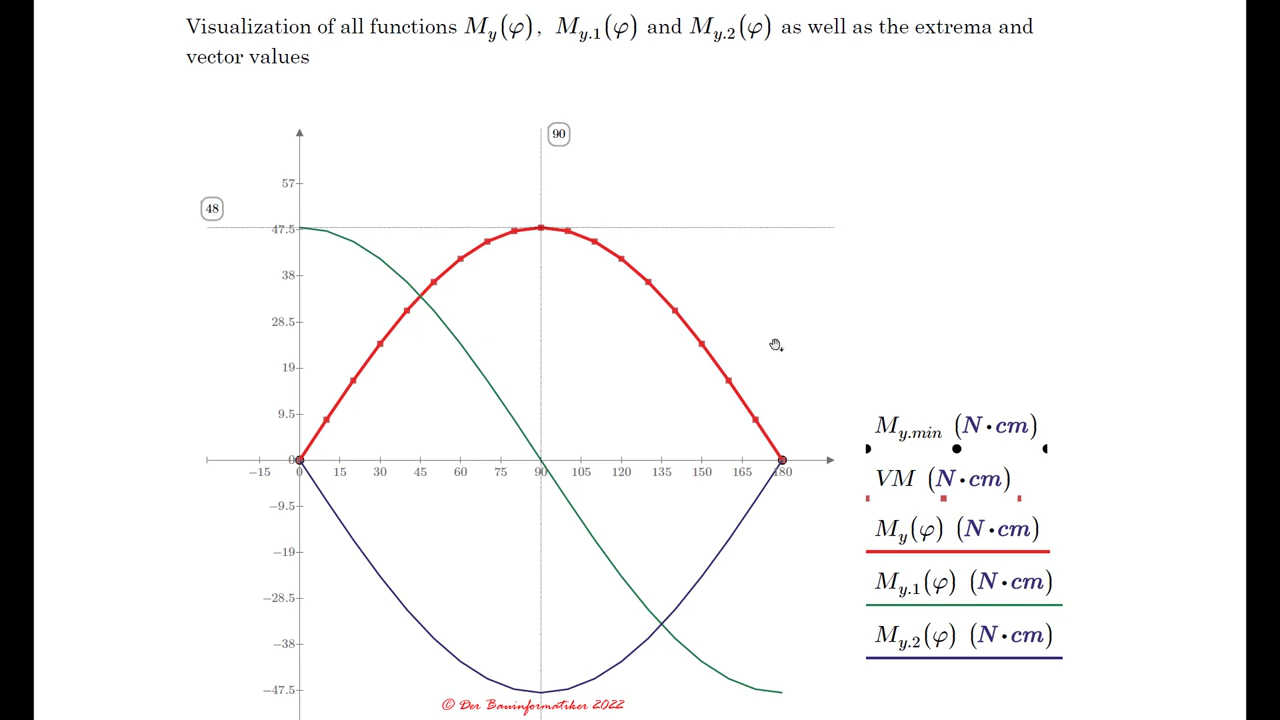 Visualization of all functions M_y(φ), M_y.1(φ) and M_y.2(φ) as well as the extrema and
vector values
90
57
48
47.5
38
28.5
19
9.5
0
−15 0 15 30 45 60 75 90 105 120 135 150 165 180
−9.5
−19
−28.5
−38
−47.5
M_y.min (N·cm)
VM (N·cm)
M_y(φ) (N·cm)
M_y.1(φ) (N·cm)
M_y.2(φ) (N·cm)
© Der Bauinformatiker 2022